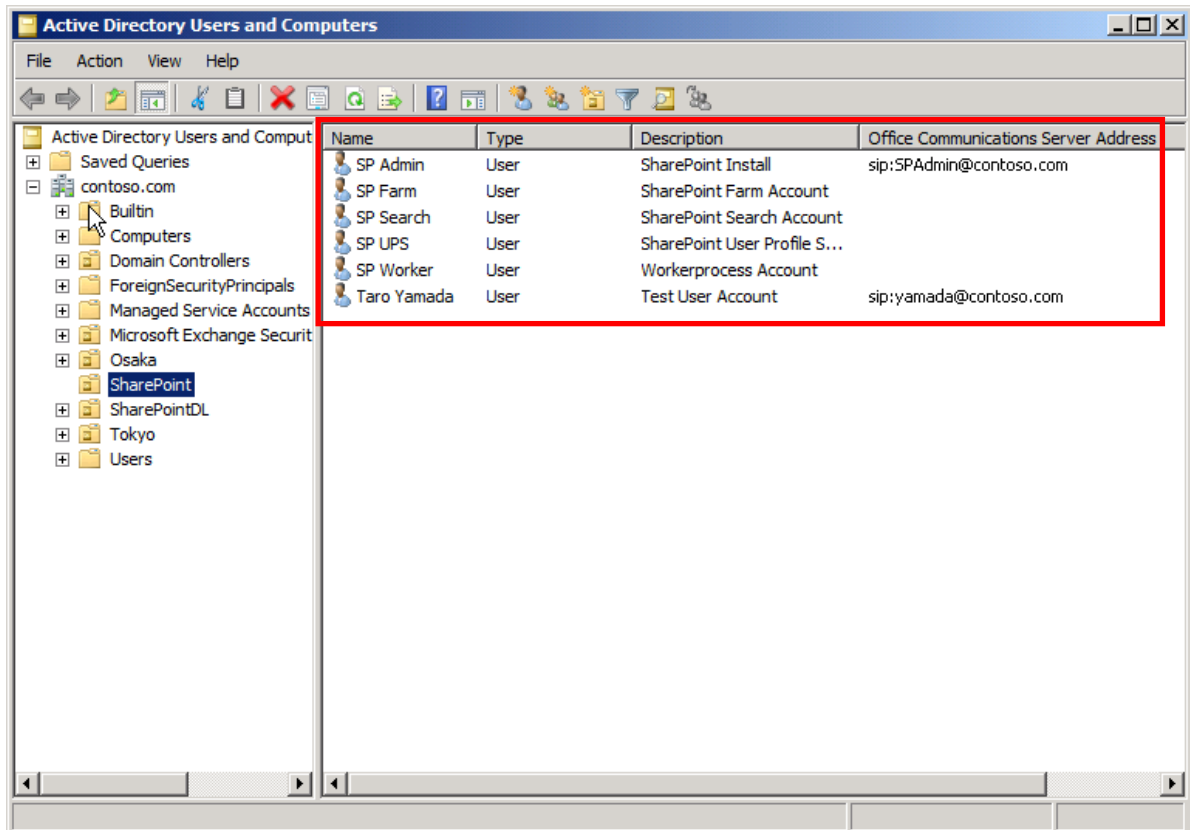 Active Directory Users and Computers
File Action View Help
Active Directory Users and Comput
Saved Queries
contoso.com
Builtin
Computers
Domain Controllers
ForeignSecurityPrincipals
Managed Service Accounts
Microsoft Exchange Securit
Osaka
SharePoint
SharePointDL
Tokyo
Users
Name Type Description Office Communications Server Address
SP Admin User SharePoint Install sip:SPAdmin@contoso.com
SP Farm User SharePoint Farm Account
SP Search User SharePoint Search Account
SP UPS User SharePoint User Profile S...
SP Worker User Workerprocess Account
Taro Yamada User Test User Account sip:yamada@contoso.com